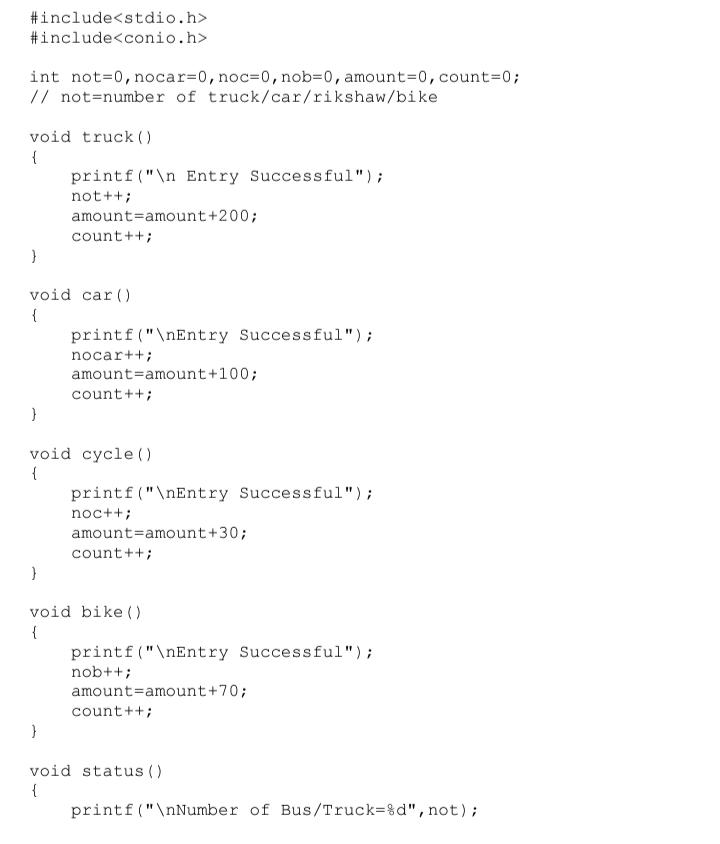 #include<stdio.h>
#include<conio.h>
int not=0,nocar=0,noc=0,nob=0,amount=0,count=0;
// not=number of truck/car/rikshaw/bike
void truck()
{
    printf("\n Entry Successful");
    not++;
    amount=amount+200;
    count++;
}
void car()
{
    printf("\nEntry Successful");
    nocar++;
    amount=amount+100;
    count++;
}
void cycle()
{
    printf("\nEntry Successful");
    noc++;
    amount=amount+30;
    count++;
}
void bike()
{
    printf("\nEntry Successful");
    nob++;
    amount=amount+70;
    count++;
}
void status()
{
    printf("\nNumber of Bus/Truck=%d",not);